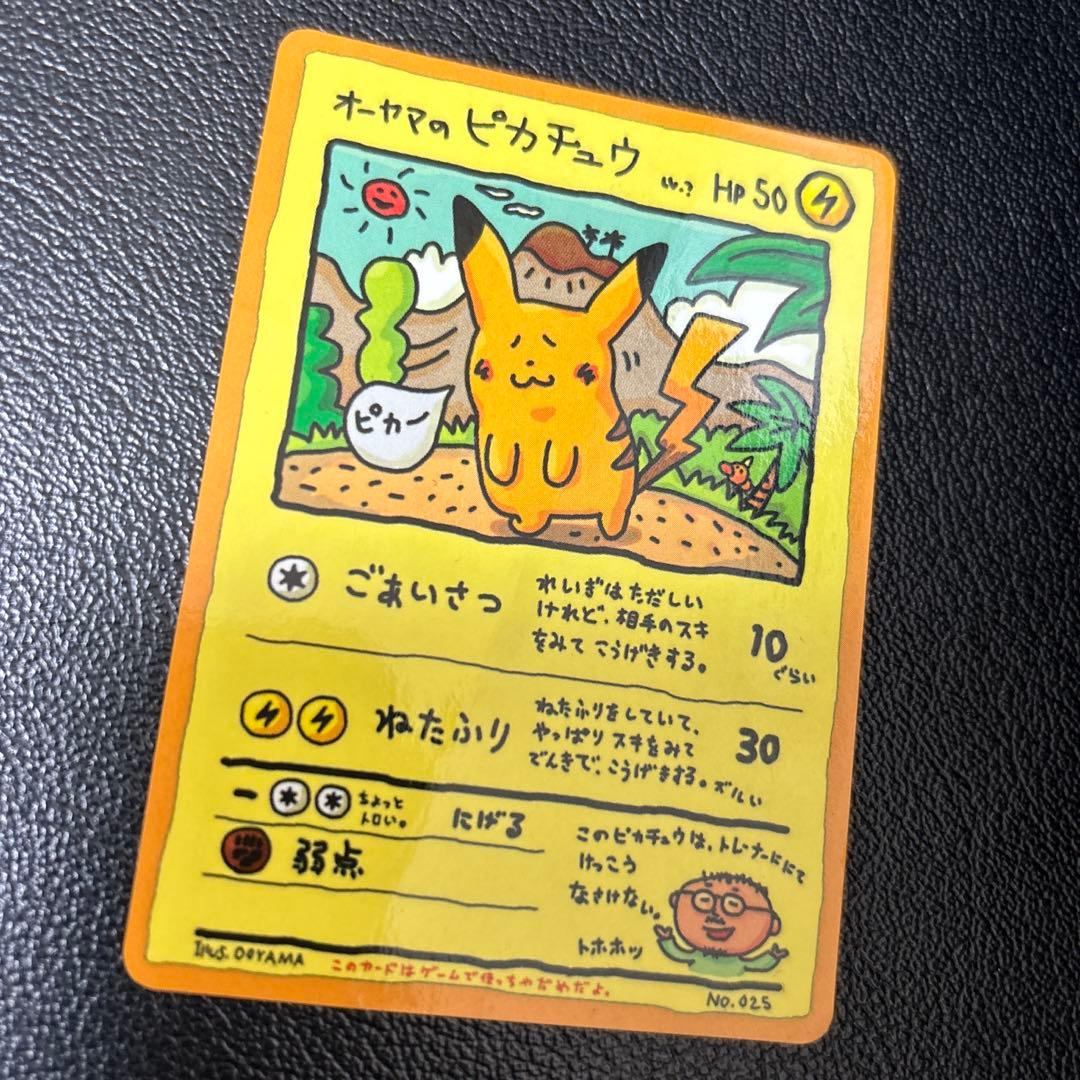 オーヤマの ピカチュウ LV.? HP 50
ピカー
ごあいさつ
れいぎはただしい
けれど、相手のスキ
をみて こうげきする。
10
ぐらい
ねたふり
ねたふりをしていて、
やっぱり スキをみて
でんきで、こうげきする。ズルい
30
ー
ちょっと
トロい。
にげる
弱点
このピカチュウは、トレーナーににて
けっこう
なさけない。
トホホッ
Illus. OOYAMA
このカードはゲームで使っちゃだめだよ。
NO. 025